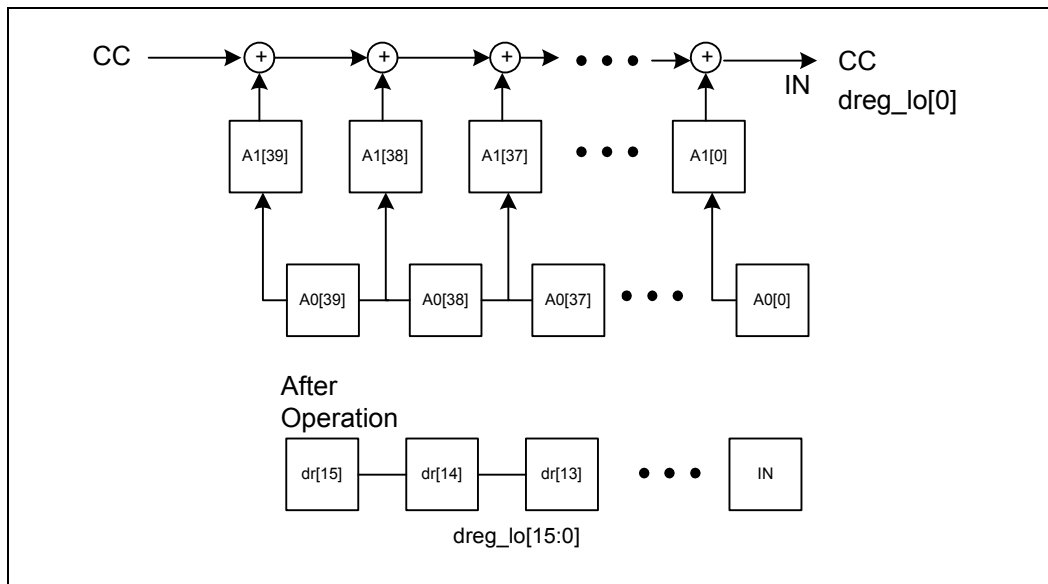 CC + + + • • • + IN CC
dreg_lo[0]
A1[39] A1[38] A1[37] • • • A1[0]
A0[39] A0[38] A0[37] • • • A0[0]
After
Operation
dr[15] dr[14] dr[13] • • • IN
dreg_lo[15:0]